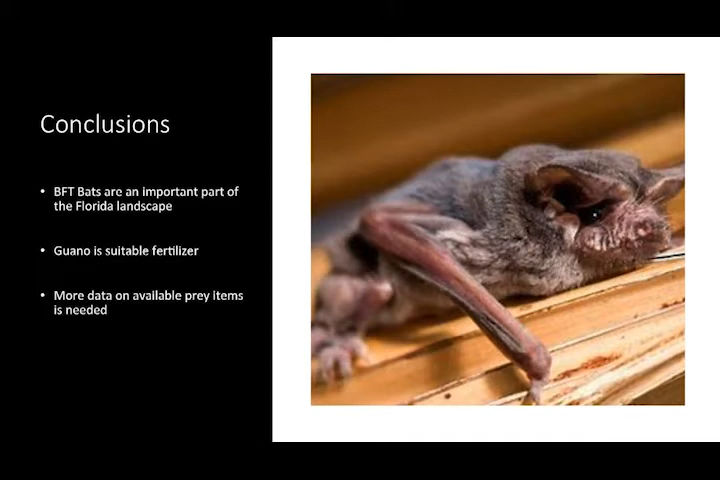 Conclusions
• BFT Bats are an important part of
the Florida landscape
• Guano is suitable fertilizer
• More data on available prey items
is needed